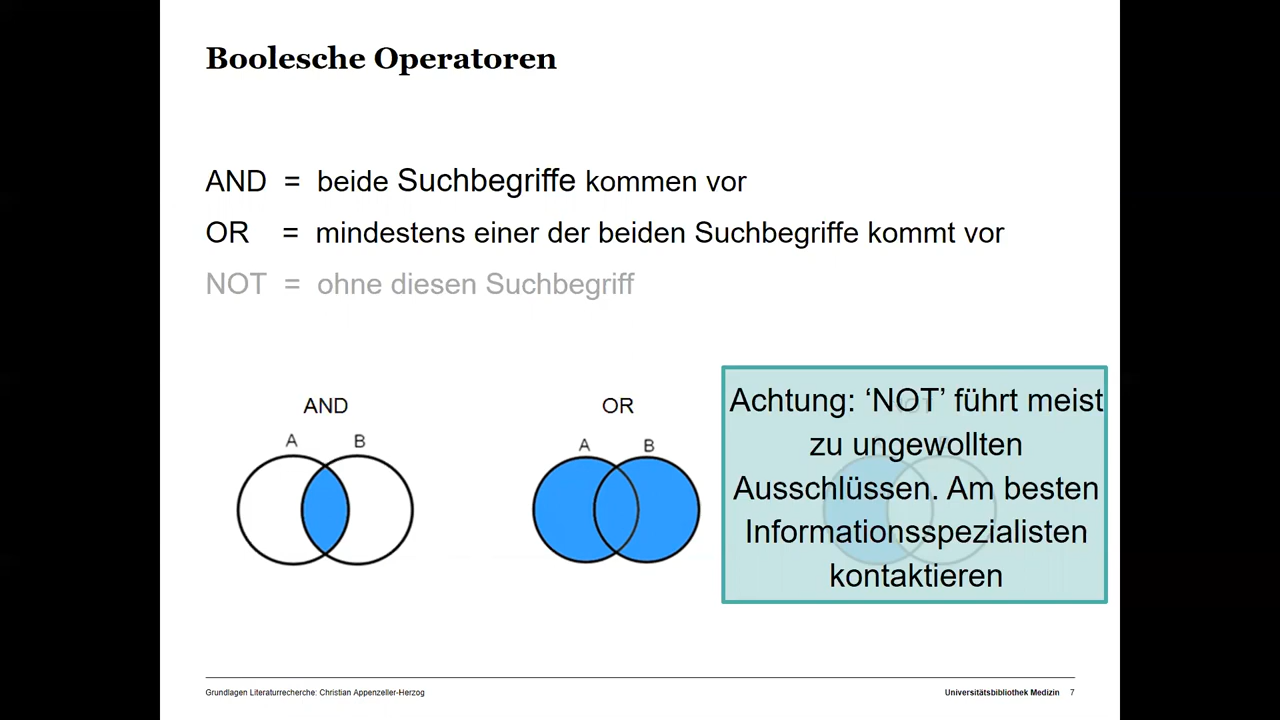 Boolesche Operatoren
AND = beide Suchbegriffe kommen vor
OR = mindestens einer der beiden Suchbegriffe kommt vor
NOT = ohne diesen Suchbegriff
AND
A B
OR
A B
Achtung: ‘NOT’ führt meist
zu ungewollten
Ausschlüssen. Am besten
Informationsspezialisten
kontaktieren
Grundlagen Literaturrecherche: Christian Appenzeller-Herzog
Universitätsbibliothek Medizin 7